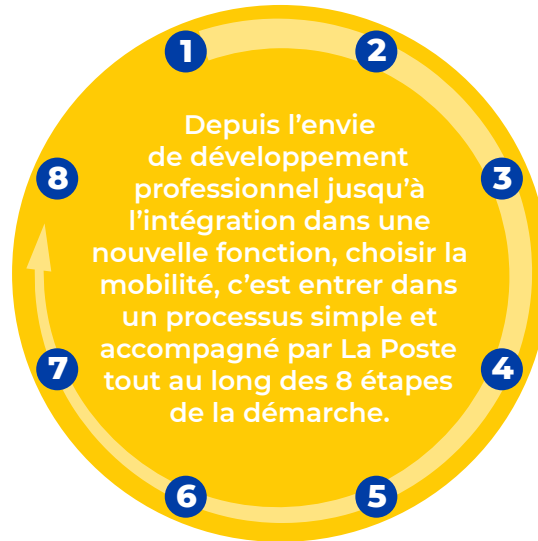 1
2
3
4
5
6
7
8
Depuis l’envie
de développement
professionnel jusqu’à
l’intégration dans une
nouvelle fonction, choisir la
mobilité, c’est entrer dans
un processus simple et
accompagné par La Poste
tout au long des 8 étapes
de la démarche.